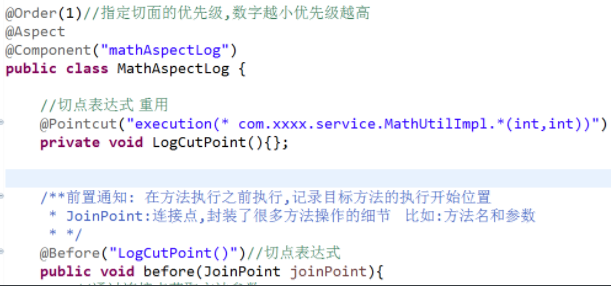 @Order(1)//指定切面的优先级,数字越小优先级越高
@Aspect
@Component("mathAspectLog")
public class MathAspectLog {
//切点表达式 重用
@Pointcut("execution(* com.xxxx.service.MathUtilImpl.*(int,int))")
private void LogCutPoint(){};
/**前置通知: 在方法执行之前执行,记录目标方法的执行开始位置
* JoinPoint:连接点,封装了很多方法操作的细节 比如:方法名和参数
* */
@Before("LogCutPoint()")//切点表达式
public void before(JoinPoint joinPoint){